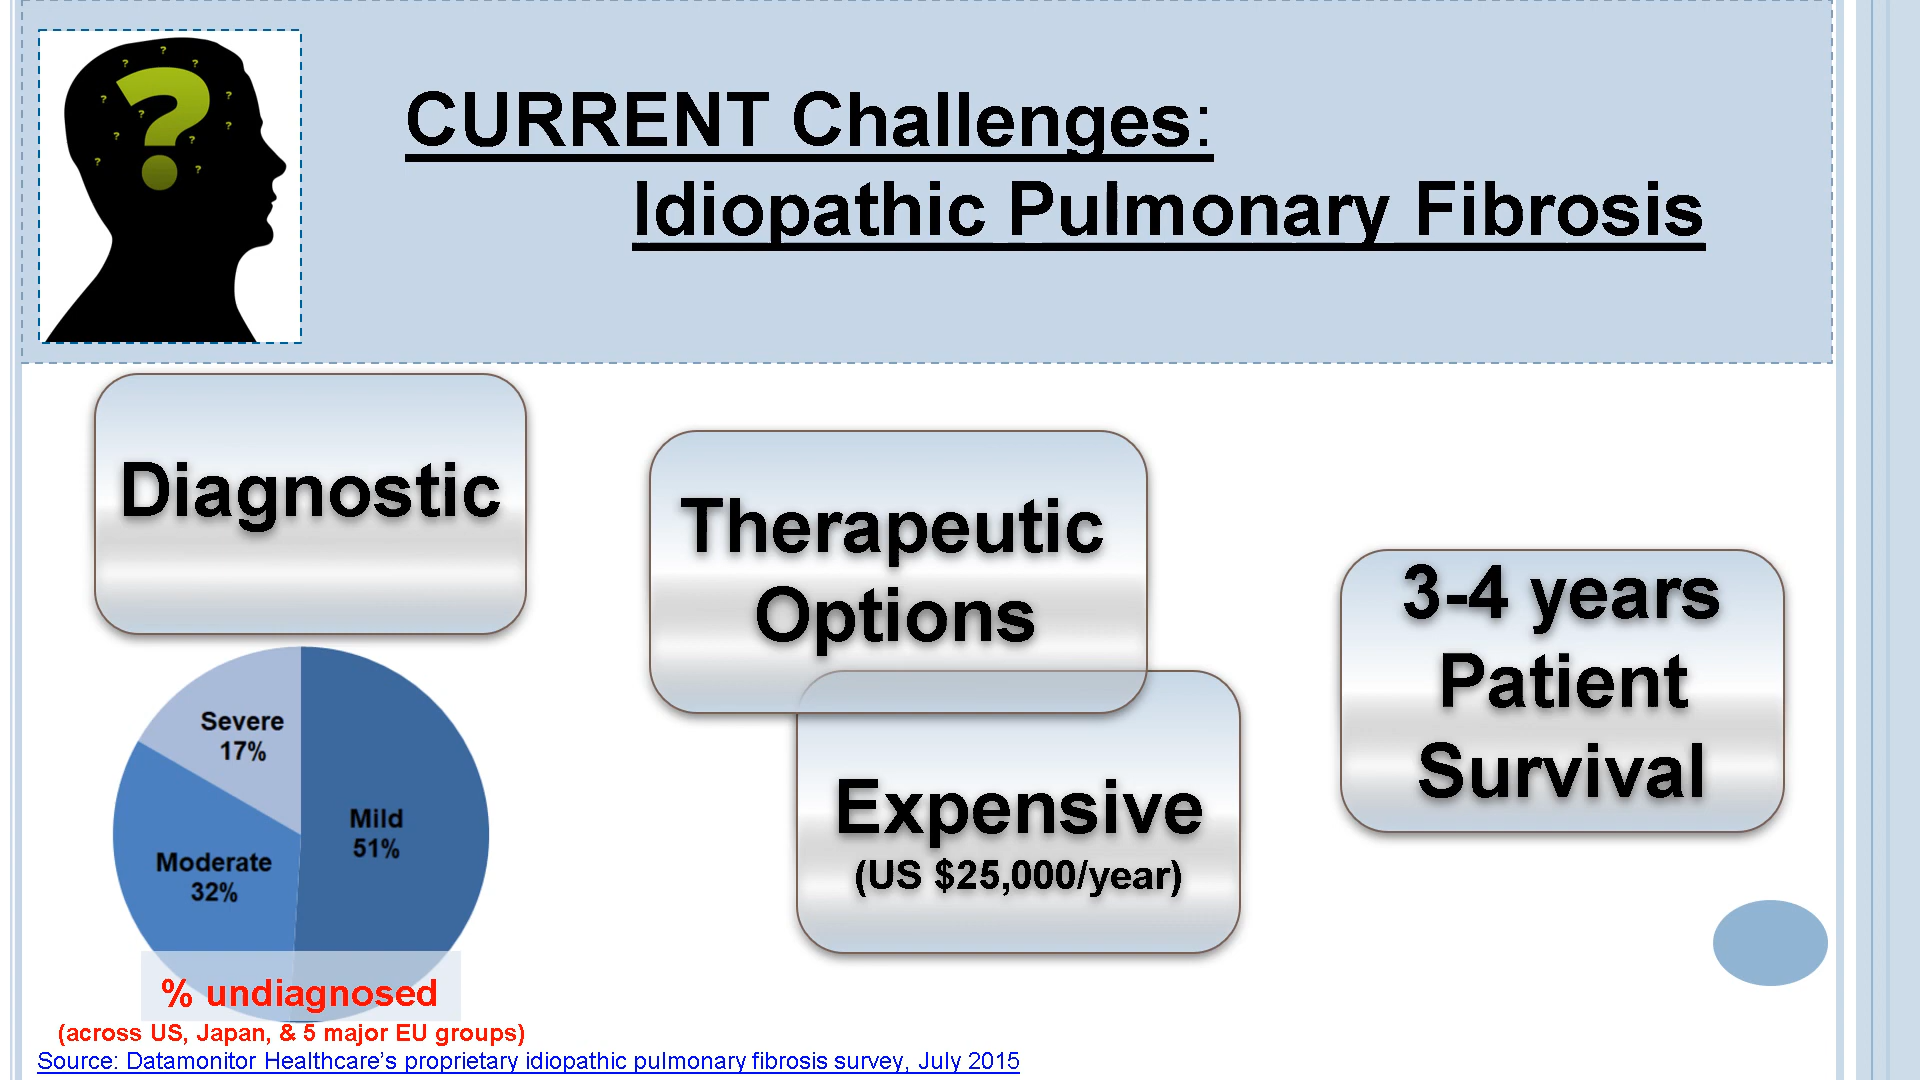 CURRENT Challenges:
Idiopathic Pulmonary Fibrosis
Diagnostic
Therapeutic
Options
Expensive
(US $25,000/year)
3-4 years
Patient
Survival
Severe
17%
Mild
51%
Moderate
32%
% undiagnosed
(across US, Japan, & 5 major EU groups)
Source: Datamonitor Healthcare’s proprietary idiopathic pulmonary fibrosis survey, July 2015